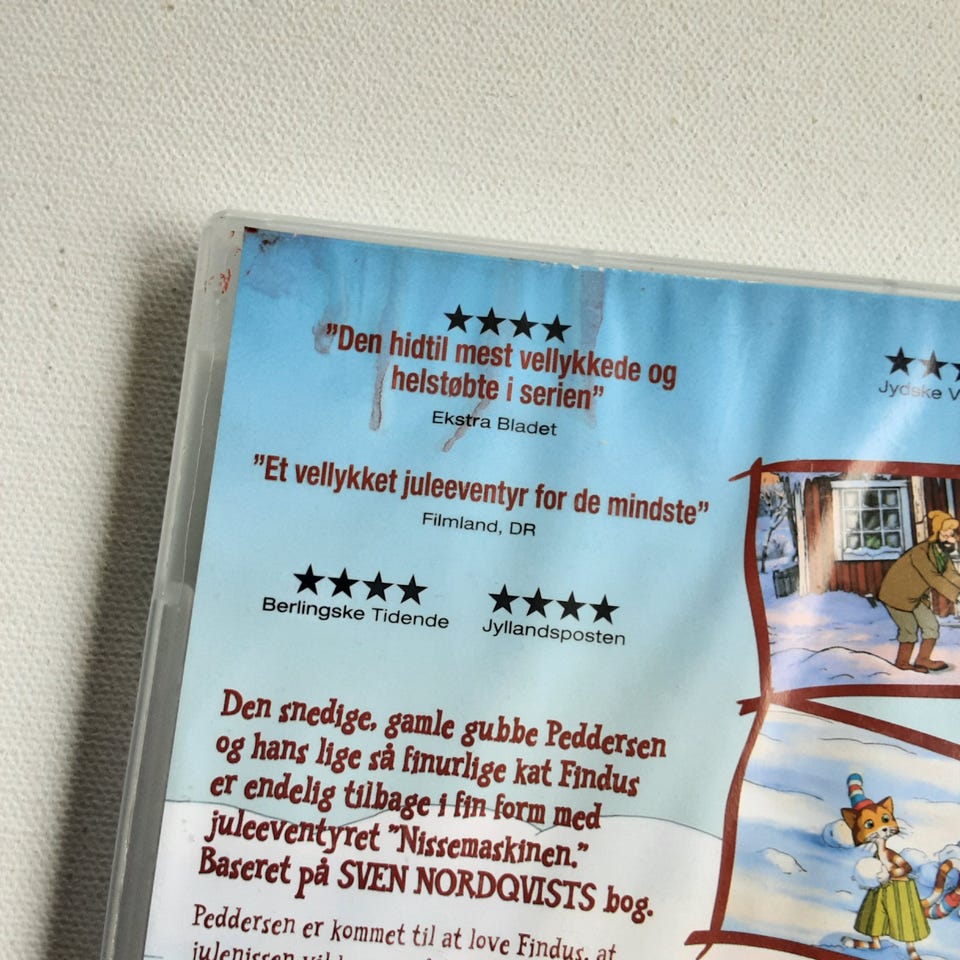 ★★★★
"Den hidtil mest vellykkede og
helstøbte i serien"
Ekstra Bladet
"Et vellykket juleeventyr for de mindste"
Filmland, DR
★★★★
Berlingske Tidende
★★★★
Jyllandsposten
★★
Jydske
Den snedige, gamle gubbe Peddersen
og hans lige så finurlige kat Findus
er endelig tilbage i fin form med
juleeventyret "Nissemaskinen."
Baseret på SVEN NORDQVISTS bog.
Peddersen er kommet til at love Findus, at
julenissen